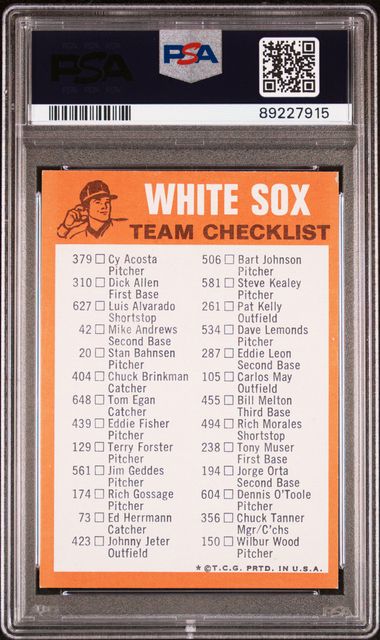 PSA
PSA
89227915
WHITE SOX
TEAM CHECKLIST
379 □ Cy Acosta
Pitcher
310 □ Dick Allen
First Base
627 □ Luis Alvarado
Shortstop
42 □ Mike Andrews
Second Base
20 □ Stan Bahnsen
Pitcher
404 □ Chuck Brinkman
Catcher
648 □ Tom Egan
Catcher
439 □ Eddie Fisher
Pitcher
129 □ Terry Forster
Pitcher
561 □ Jim Geddes
Pitcher
174 □ Rich Gossage
Pitcher
73 □ Ed Herrmann
Catcher
423 □ Johnny Jeter
Outfield
506 □ Bart Johnson
Pitcher
581 □ Steve Kealey
Pitcher
261 □ Pat Kelly
Outfield
534 □ Dave Lemonds
Pitcher
287 □ Eddie Leon
Second Base
105 □ Carlos May
Outfield
455 □ Bill Melton
Third Base
494 □ Rich Morales
Shortstop
238 □ Tony Muser
First Base
194 □ Jorge Orta
Second Base
604 □ Dennis O'Toole
Pitcher
356 □ Chuck Tanner
Mgr/C'chs
150 □ Wilbur Wood
Pitcher
* © T.C.G. PRTD. IN U.S.A.